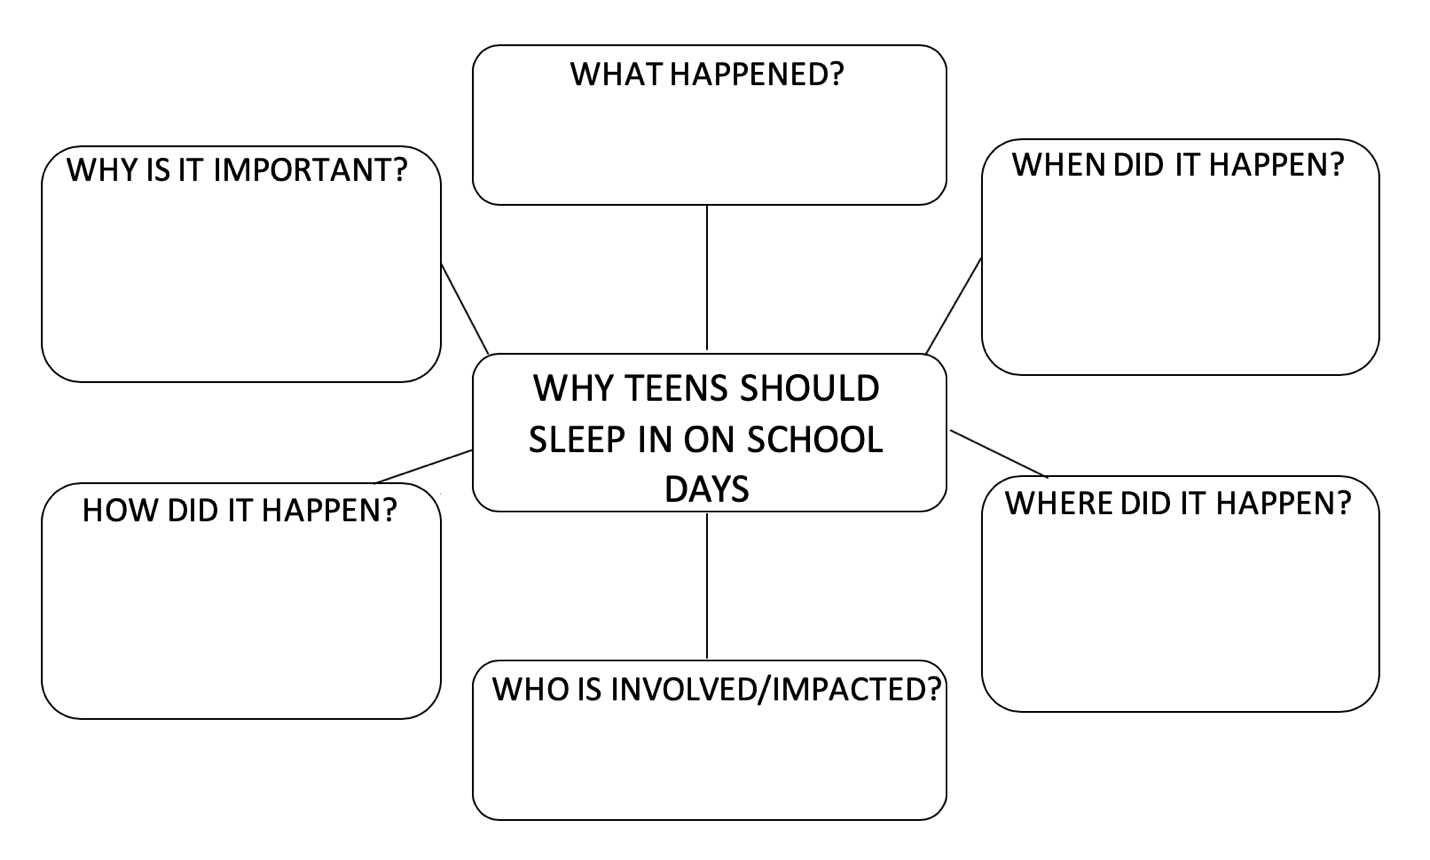 WHAT HAPPENED?
WHY IS IT IMPORTANT?
WHEN DID IT HAPPEN?
WHY TEENS SHOULD
SLEEP IN ON SCHOOL
DAYS
HOW DID IT HAPPEN?
WHERE DID IT HAPPEN?
WHO IS INVOLVED/IMPACTED?